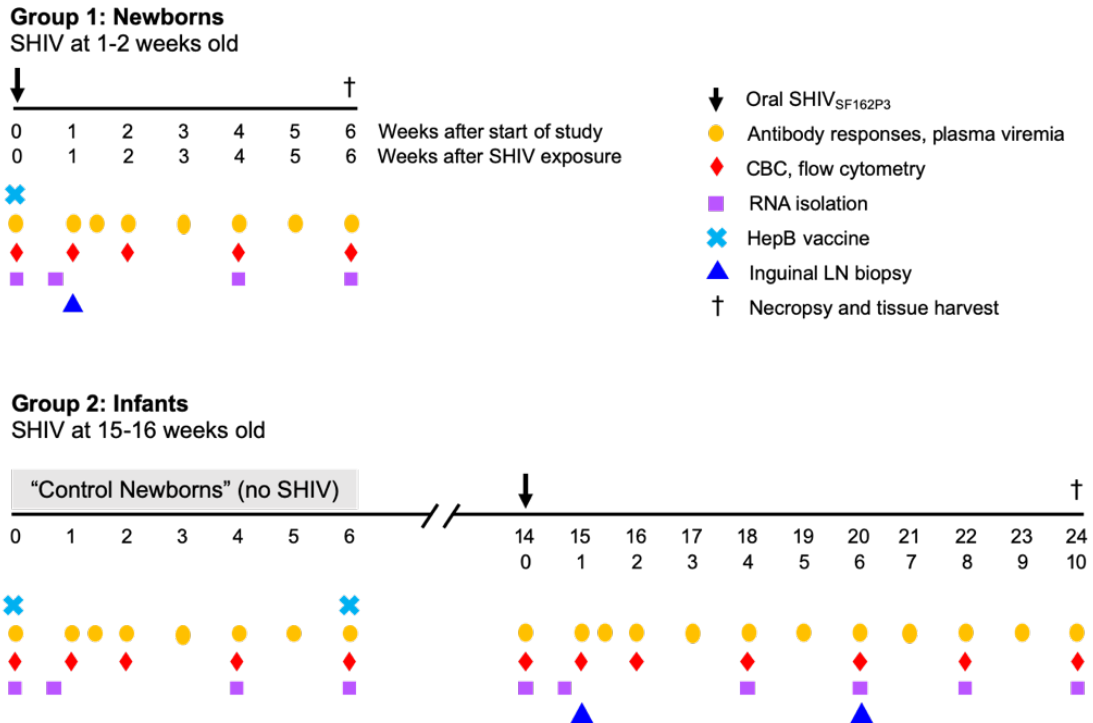 Group 1: Newborns
SHIV at 1-2 weeks old
†
0 1 2 3 4 5 6 Weeks after start of study
0 1 2 3 4 5 6 Weeks after SHIV exposure
Oral SHIVSF162P3
Antibody responses, plasma viremia
CBC, flow cytometry
RNA isolation
HepB vaccine
Inguinal LN biopsy
† Necropsy and tissue harvest
Group 2: Infants
SHIV at 15-16 weeks old
“Control Newborns” (no SHIV)
†
0 1 2 3 4 5 6 14 15 16 17 18 19 20 21 22 23 24
0 1 2 3 4 5 6 7 8 9 10